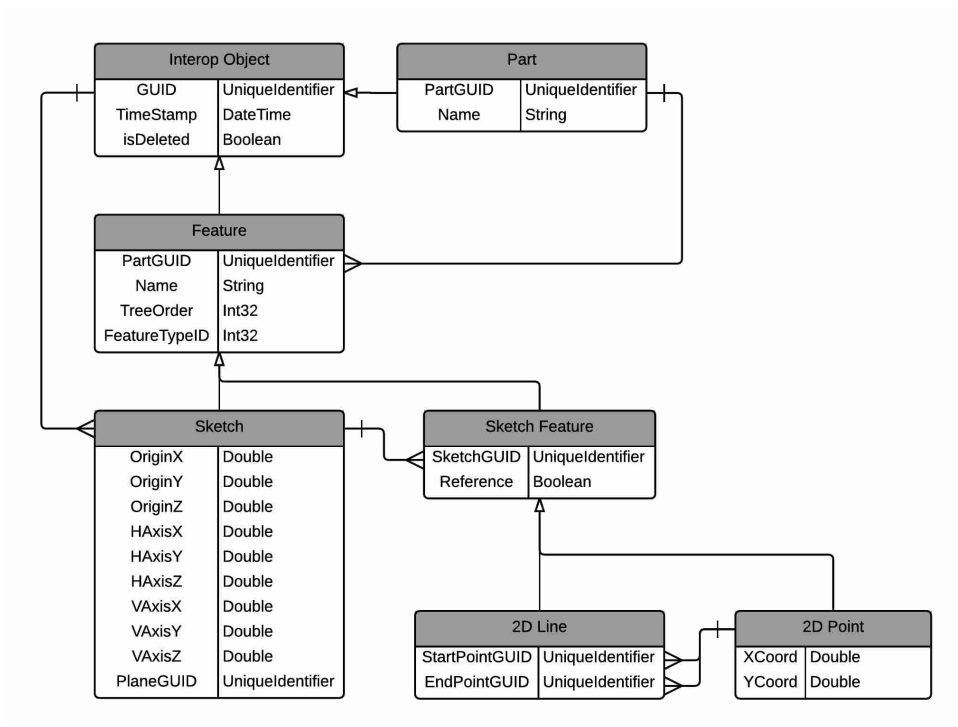 Interop Object
GUID UniqueIdentifier
TimeStamp DateTime
isDeleted Boolean
Part
PartGUID UniqueIdentifier
Name String
Feature
PartGUID UniqueIdentifier
Name String
TreeOrder Int32
FeatureTypeID Int32
Sketch
OriginX Double
OriginY Double
OriginZ Double
HAxisX Double
HAxisY Double
HAxisZ Double
VAxisX Double
VAxisY Double
VAxisZ Double
PlaneGUID UniqueIdentifier
Sketch Feature
SketchGUID UniqueIdentifier
Reference Boolean
2D Line
StartPointGUID UniqueIdentifier
EndPointGUID UniqueIdentifier
2D Point
XCoord Double
YCoord Double